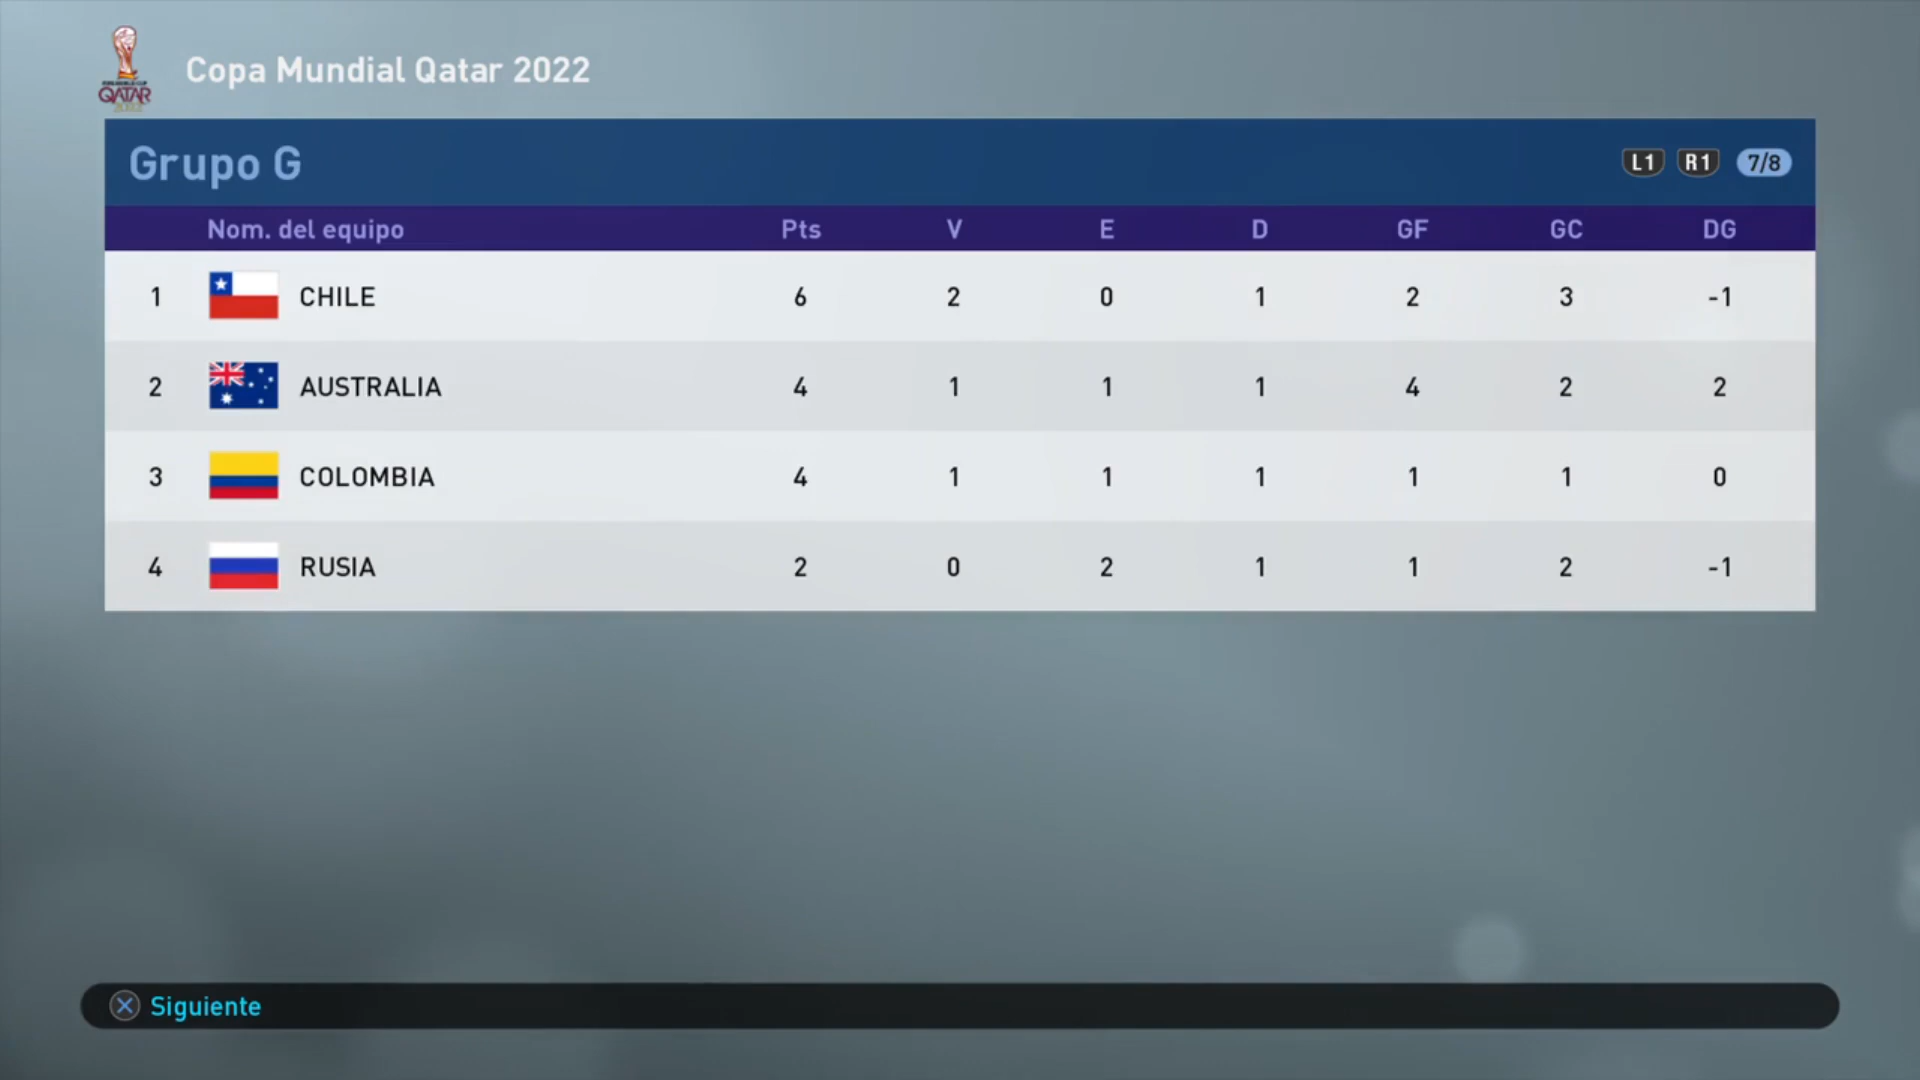 Copa Mundial Qatar 2022
QATAR
Grupo G L1 R1 7/8
Nom. del equipo Pts V E D GF GC DG
1 CHILE 6 2 0 1 2 3 -1
2 AUSTRALIA 4 1 1 1 4 2 2
3 COLOMBIA 4 1 1 1 1 1 0
4 RUSIA 2 0 2 1 1 2 -1
Siguiente